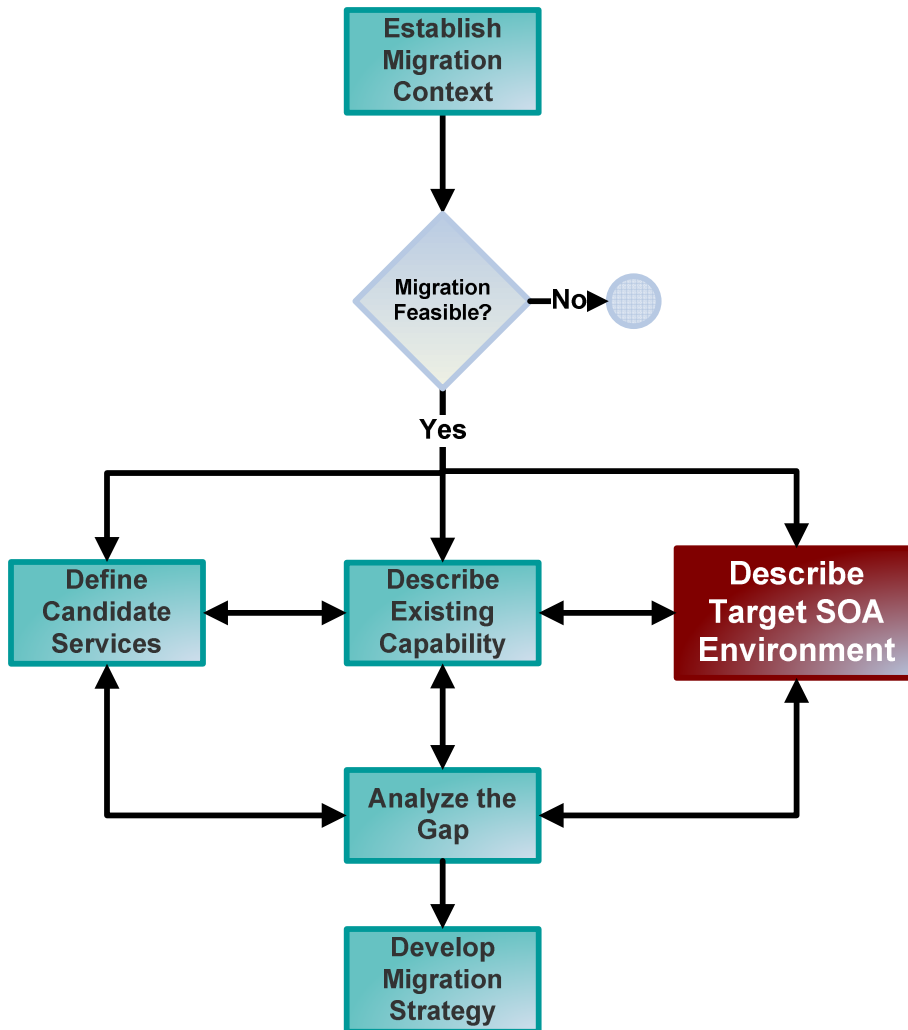 Establish
Migration
Context
Migration
Feasible?
No
Yes
Define
Candidate
Services
Describe
Existing
Capability
Describe
Target SOA
Environment
Analyze the
Gap
Develop
Migration
Strategy